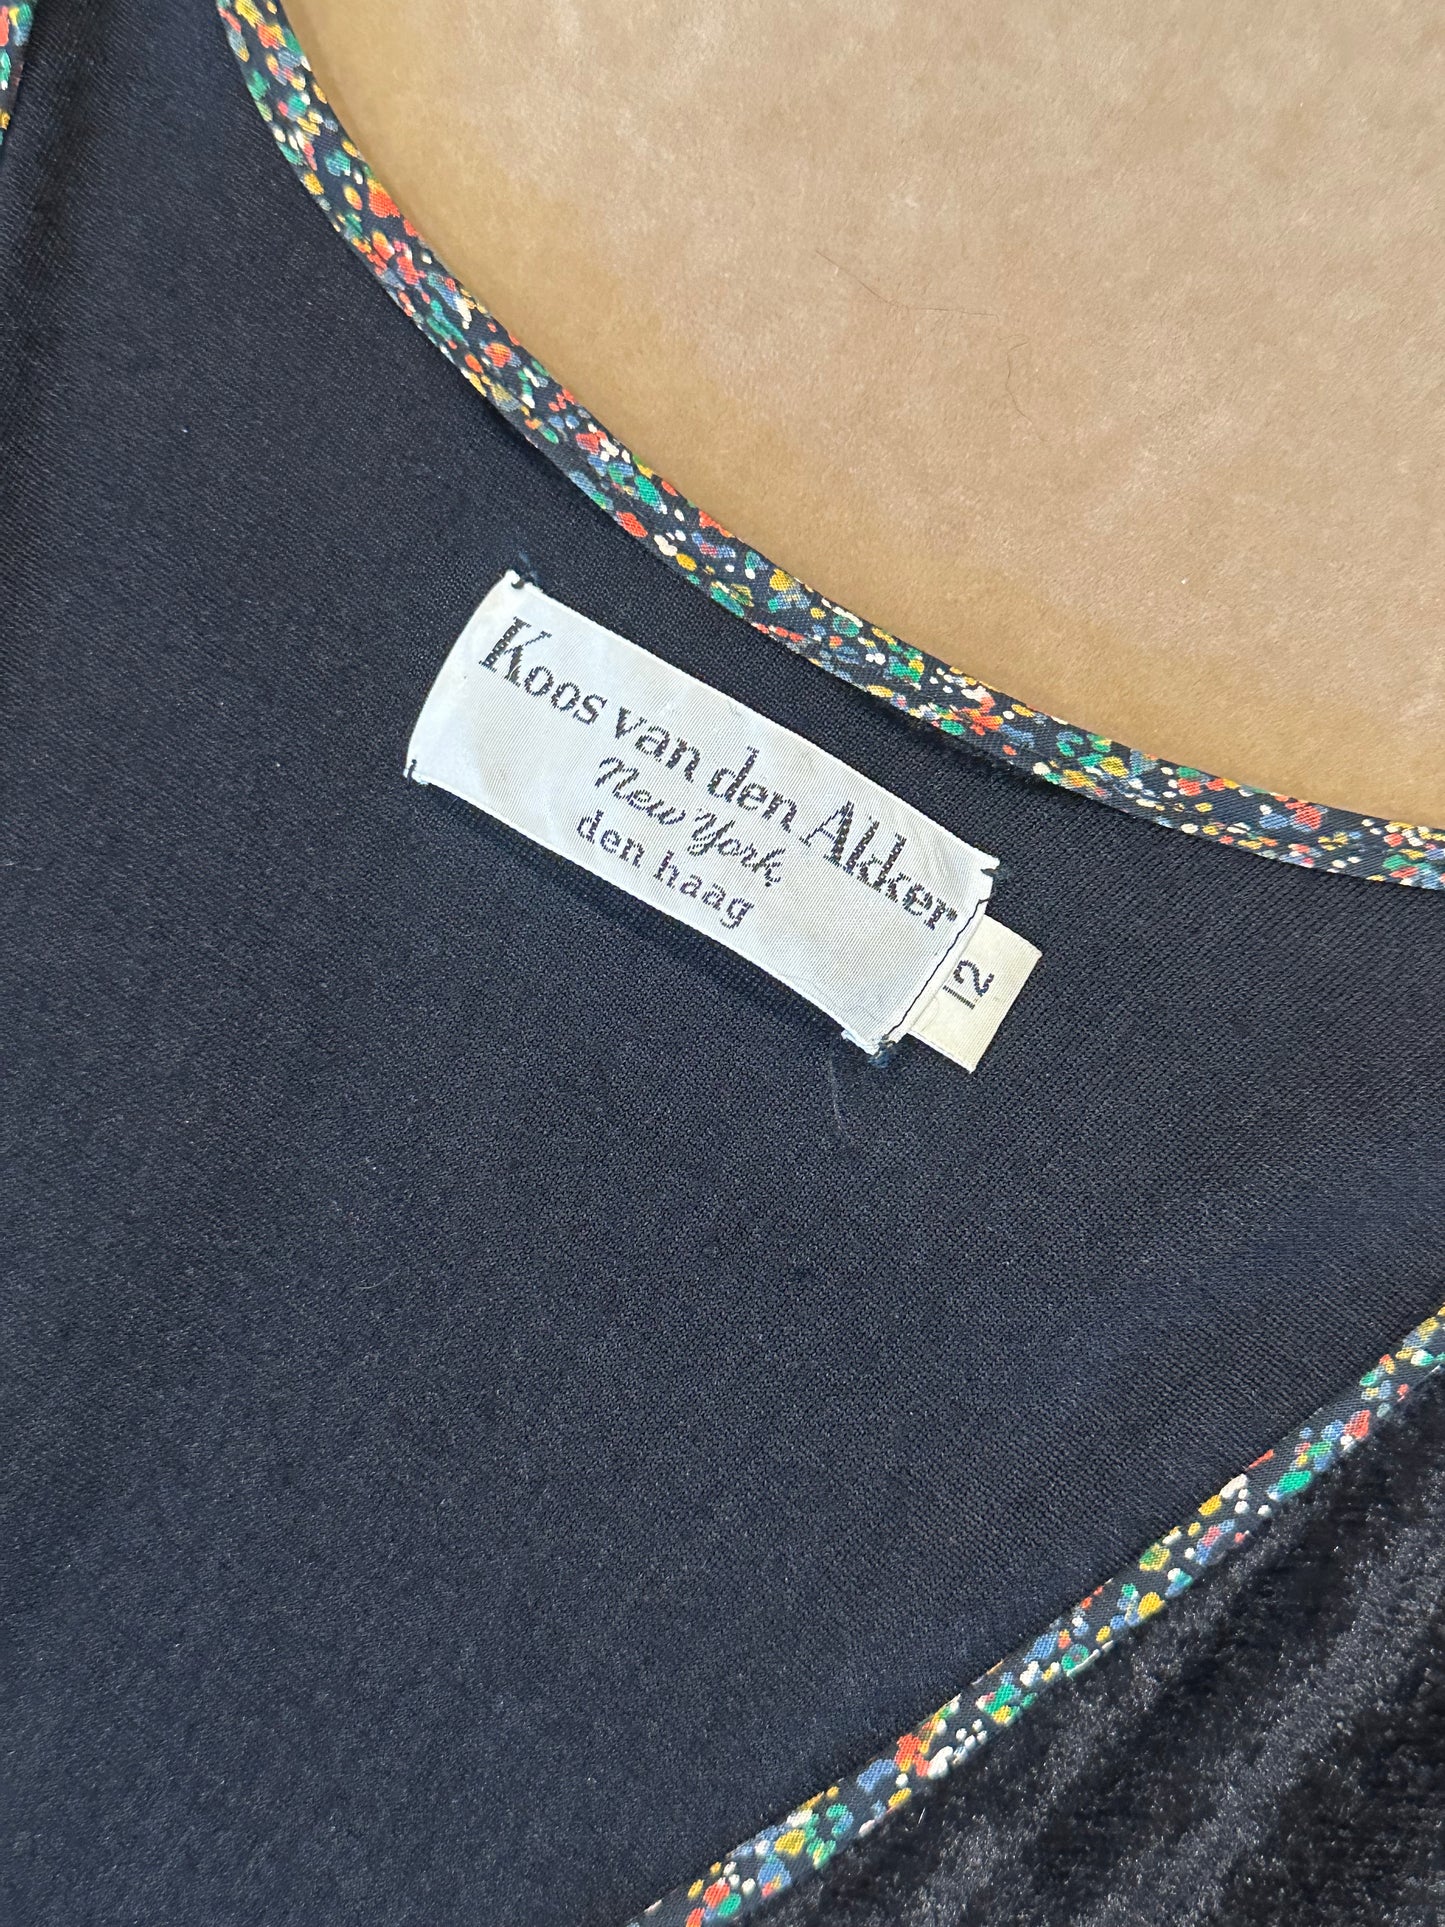 Koos van den Akker
New York
den haag
12